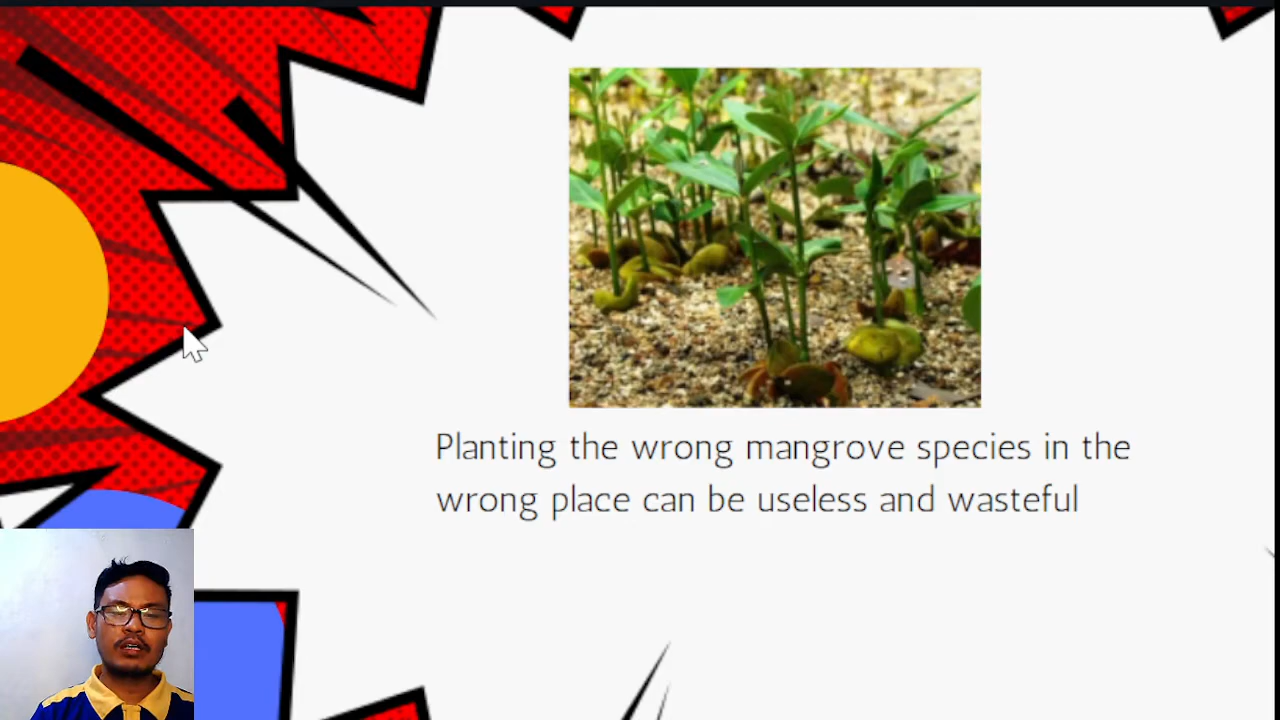 Planting the wrong mangrove species in the
wrong place can be useless and wasteful